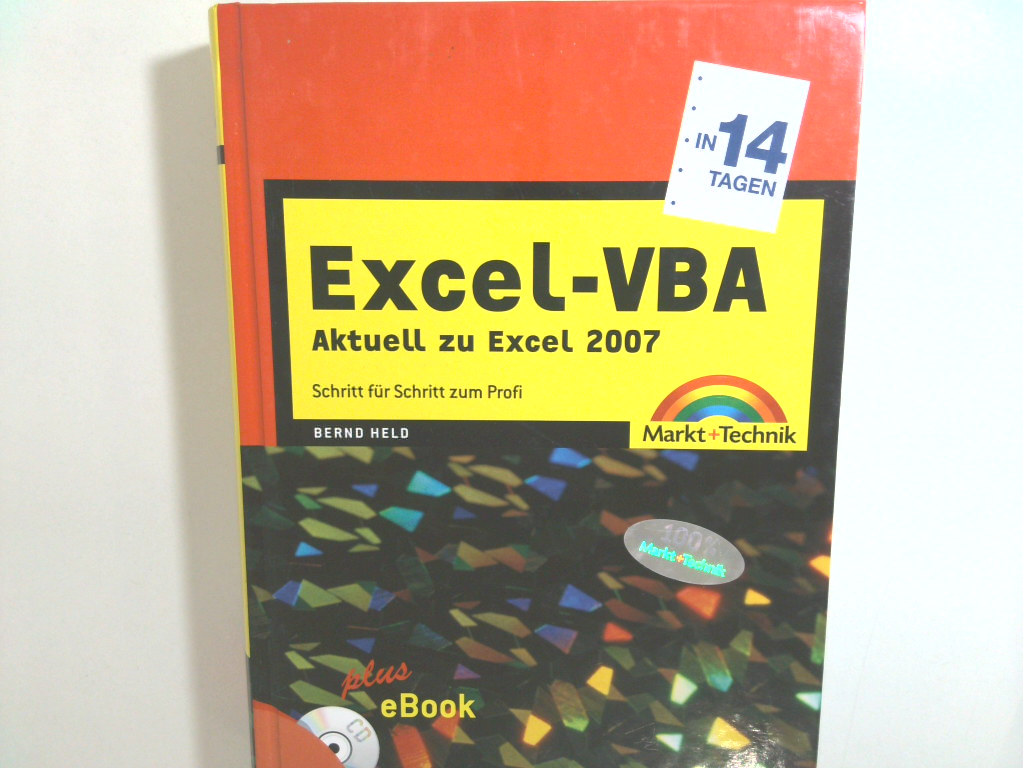 IN 14
TAGEN
Excel-VBA
Aktuell zu Excel 2007
Schritt für Schritt zum Profi
BERND HELD
Markt+Technik
100%
Markt+Technik
plus
eBook
CD